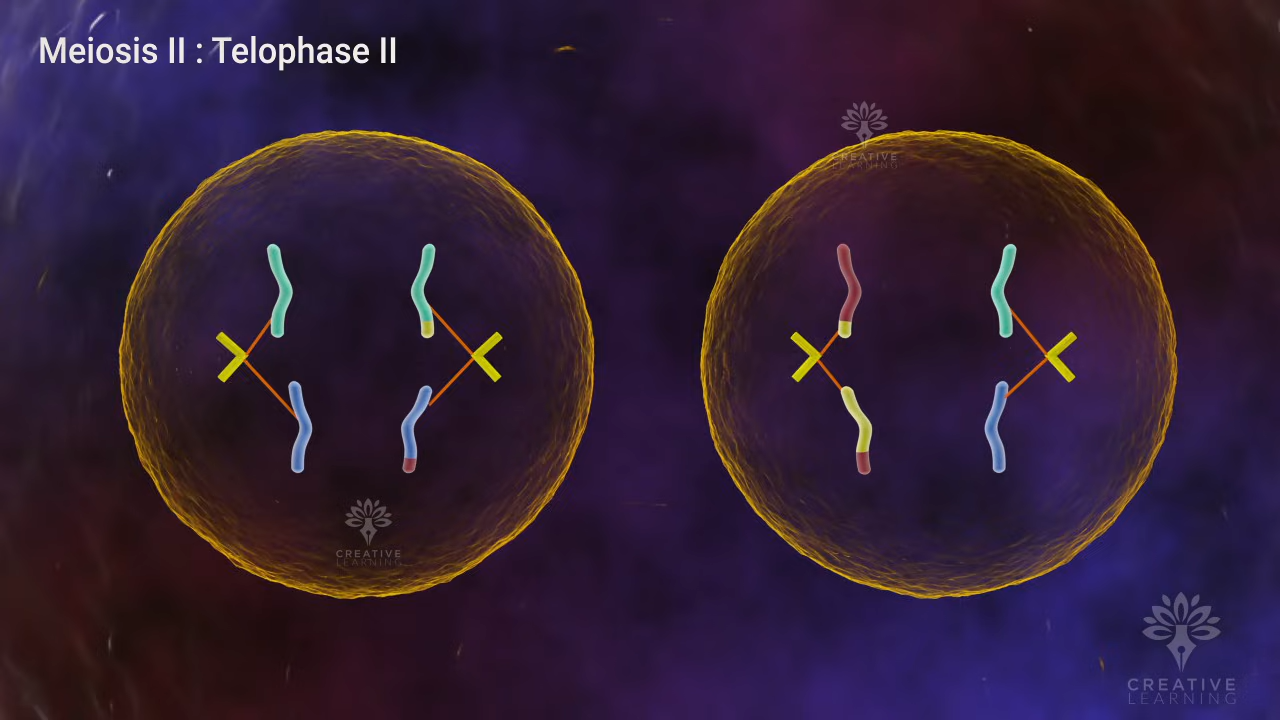 Meiosis II : Telophase II
CREATIVE
LEARNING
CREATIVE
LEARNING
CREATIVE
LEARNING